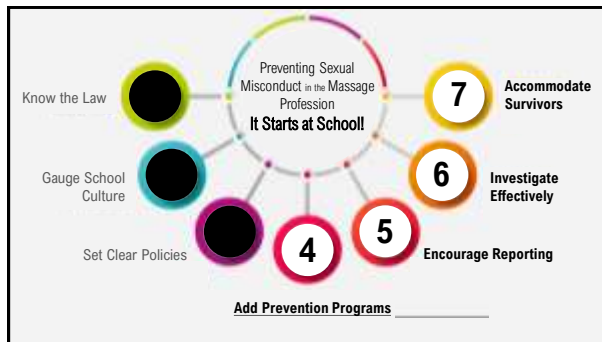 Preventing Sexual
Misconduct in the Massage
Profession
It Starts at School!
Know the Law
Gauge School
Culture
Set Clear Policies
4
Add Prevention Programs
5
Encourage Reporting
6
Investigate
Effectively
7
Accommodate
Survivors